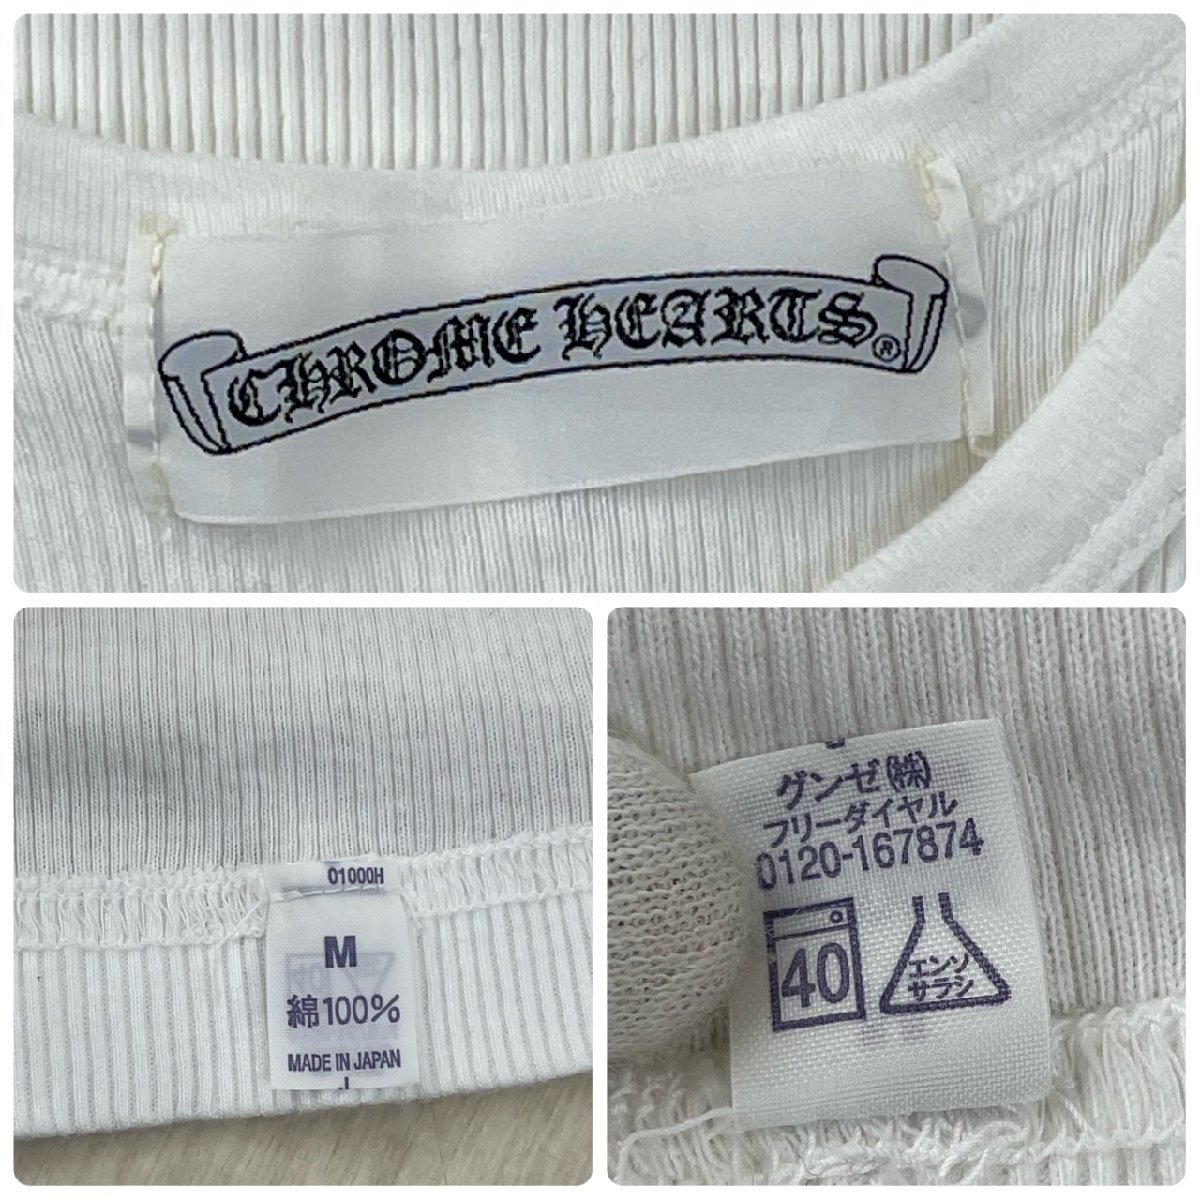 CHROME HEARTS®
01000H
M
綿100%
MADE IN JAPAN
グンゼ(株)
フリーダイヤル
0120-167874
40
エンソ
サラシ